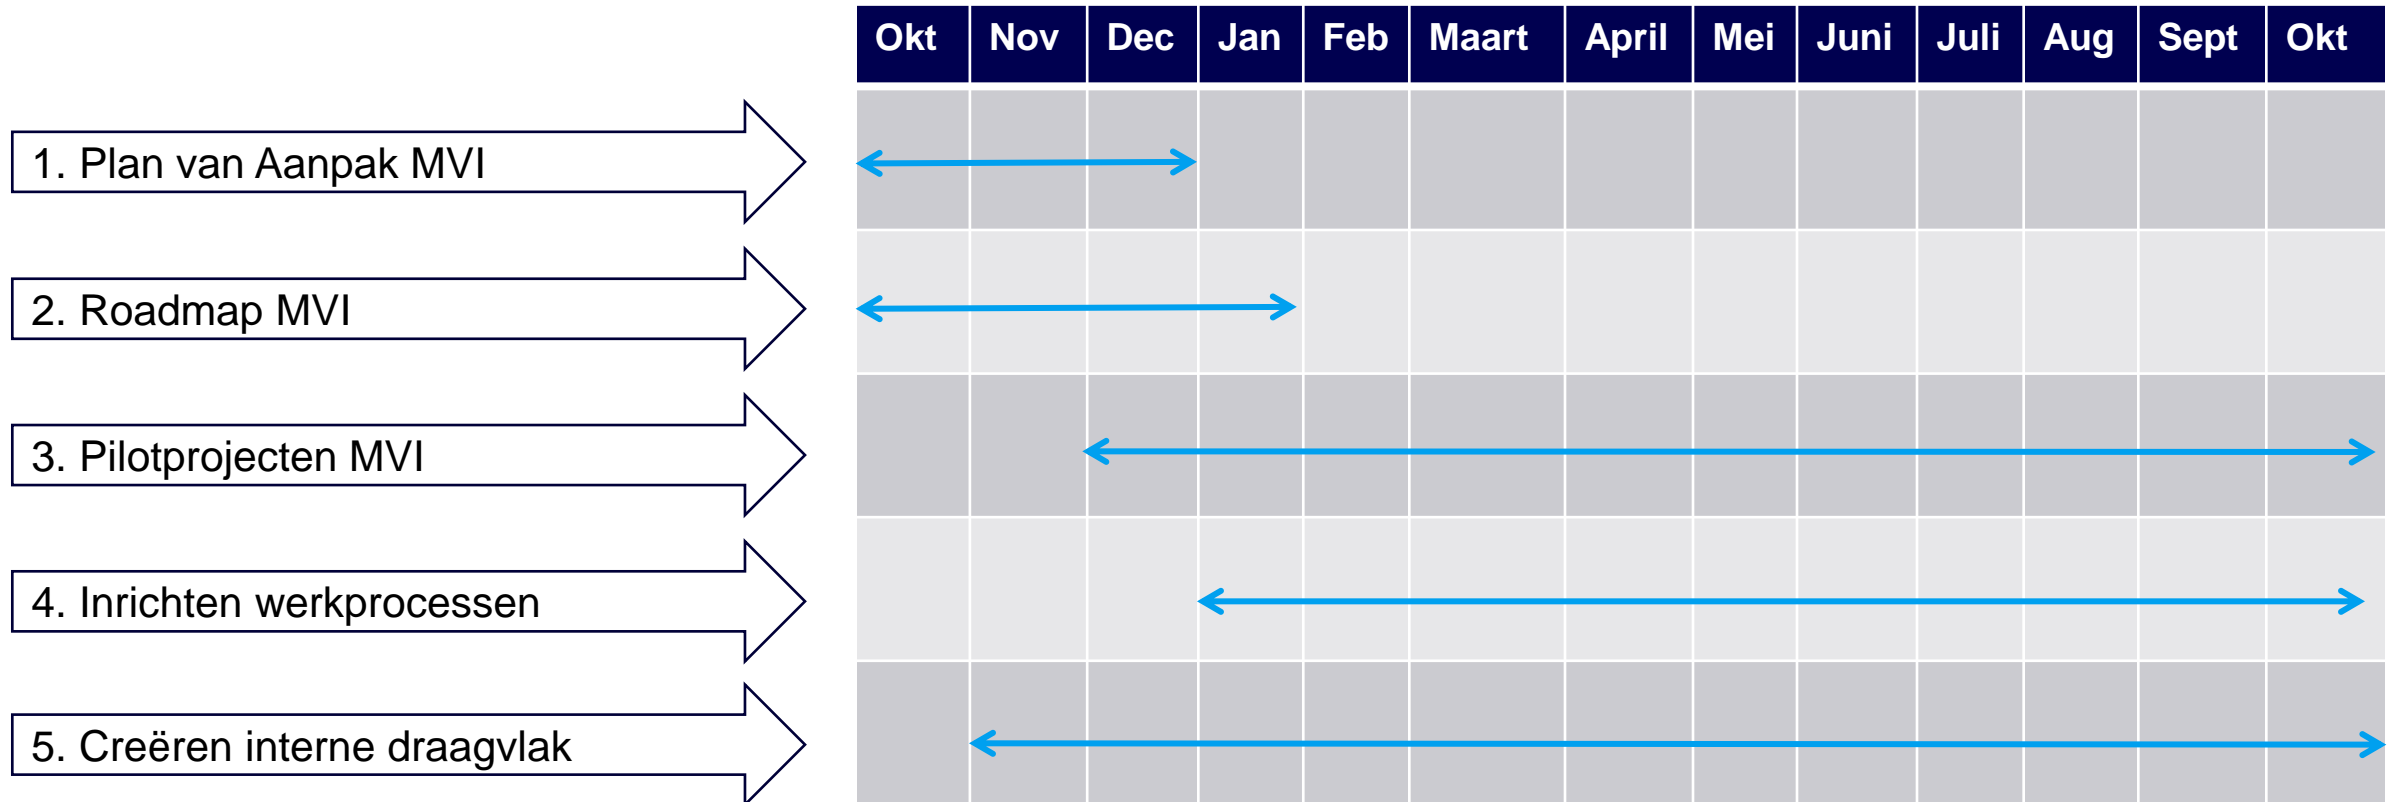 Okt Nov Dec Jan Feb Maart April Mei Juni Juli Aug Sept Okt
1. Plan van Aanpak MVI
2. Roadmap MVI
3. Pilotprojecten MVI
4. Inrichten werkprocessen
5. Creëren interne draagvlak